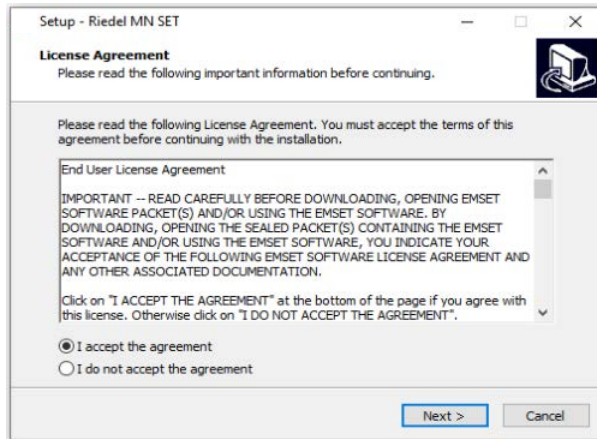 Setup - Riedel MN SET
License Agreement
Please read the following important information before continuing.
Please read the following License Agreement. You must accept the terms of this
agreement before continuing with the installation.
End User License Agreement
IMPORTANT -- READ CAREFULLY BEFORE DOWNLOADING, OPENING EMSET
SOFTWARE PACKET(S) AND/OR USING THE EMSET SOFTWARE. BY
DOWNLOADING, OPENING THE SEALED PACKET(S) CONTAINING THE EMSET
SOFTWARE AND/OR USING THE EMSET SOFTWARE, YOU INDICATE YOUR
ACCEPTANCE OF THE FOLLOWING EMSET SOFTWARE LICENSE AGREEMENT AND
ANY OTHER ASSOCIATED DOCUMENTATION.
Click on "I ACCEPT THE AGREEMENT" at the bottom of the page if you agree with
this license. Otherwise click on "I DO NOT ACCEPT THE AGREEMENT".
I accept the agreement
I do not accept the agreement
Next >
Cancel